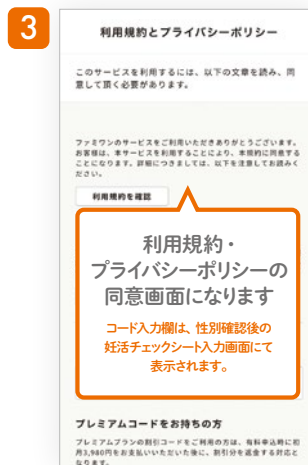 3
利用規約とプライバシーポリシー
このサービスを利用するには、以下の文章を読み、同
意して頂く必要があります。
ファミワンのサービスをご利用いただきありがとうございます。
お客様は、本サービスを利用することにより、本規約に同意する
ことになります。詳細につきましては、以下を注意してお読みく
ださい。
利用規約を確認
利用規約・
プライバシーポリシーの
同意画面になります
コード入力欄は、性別確認後の
妊活チェックシート入力画面にて
表示されます。
プレミアムコードをお持ちの方
プレミアムプランの割引コードをご利用の方は、有料申込時に初
月3,980円をお支払いいただいた後に、割引分を返金する対応と
なります。